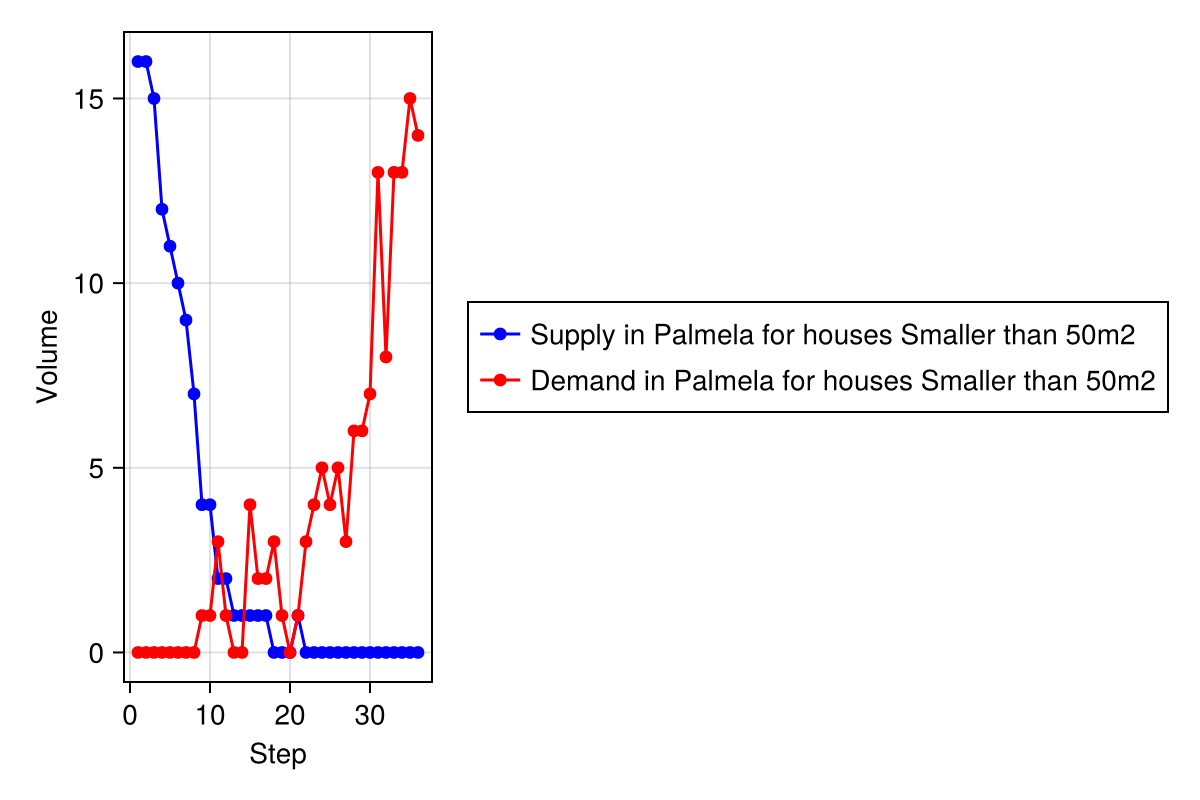 15
10
5
0
Volume
0 10 20 30
Step
Supply in Palmela for houses Smaller than 50m2
Demand in Palmela for houses Smaller than 50m2